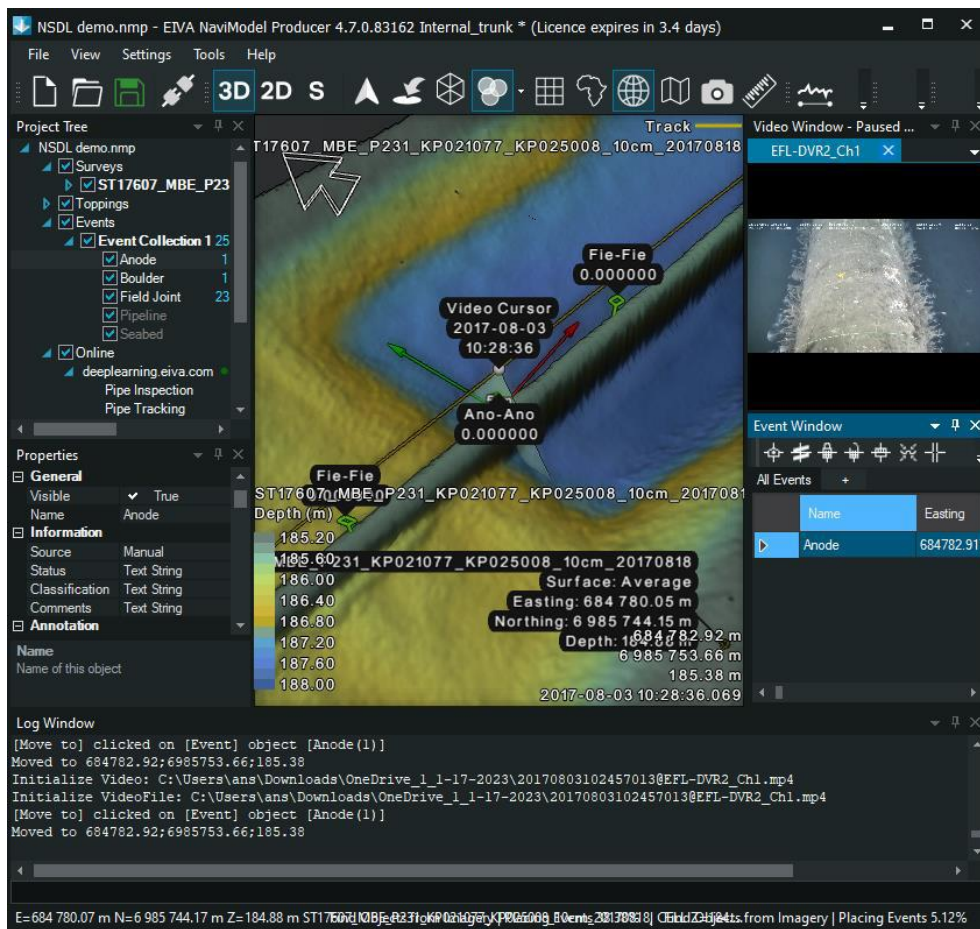 NSDL demo.nmp - EIVA NaviModel Producer 4.7.0.83162 Internal_trunk * (Licence expires in 3.4 days)
File View Settings Tools Help
3D 2D S
Project Tree
NSDL demo.nmp
Surveys
ST17607_MBE_P23
Toppings
Events
Event Collection 1 25
Anode 1
Boulder 1
Field Joint 23
Pipeline
Seabed
Online
deeplearning.eiva.com
Pipe Inspection
Pipe Tracking
Properties
General
Visible True
Name Anode
Information
Source Manual
Status Text String
Classification Text String
Comments Text String
Annotation
Name
Name of this object
Track
ST17607_MBE_P231_KP021077_KP025008_10cm_20170818
Fie-Fie
0.000000
Video Cursor
2017-08-03
10:28:36
Ano-Ano
0.000000
Fie-Fie
ST17607_MBE_P231_KP021077_KP025008_10cm_2017081
Depth (m)
185.20
185.60
186.00
186.40
186.80
187.20
187.60
188.00
231_KP021077_KP025008_10cm_20170818
Surface: Average
Easting: 684 780.05 m
Northing: 6 985 744.15 m
Depth:
684 782.92 m
6 985 753.66 m
185.38 m
2017-08-03 10:28:36.069
Video Window - Paused ...
EFL-DVR2_Ch1
Event Window
All Events +
Name Easting
Anode 684782.91
Log Window
[Move to] clicked on [Event] object [Anode(1)]
Moved to 684782.92;6985753.66;185.38
Initialize Video: C:\Users\ans\Downloads\OneDrive_1_1-17-2023\20170803102457013@EFL-DVR2_Ch1.mp4
Initialize VideoFile: C:\Users\ans\Downloads\OneDrive_1_1-17-2023\20170803102457013@EFL-DVR2_Ch1.mp4
[Move to] clicked on [Event] object [Anode(1)]
Moved to 684782.92;6985753.66;185.38
E=684 780.07 m N=6 985 744.17 m Z=184.88 m from Imagery | Placing Events 5.12%